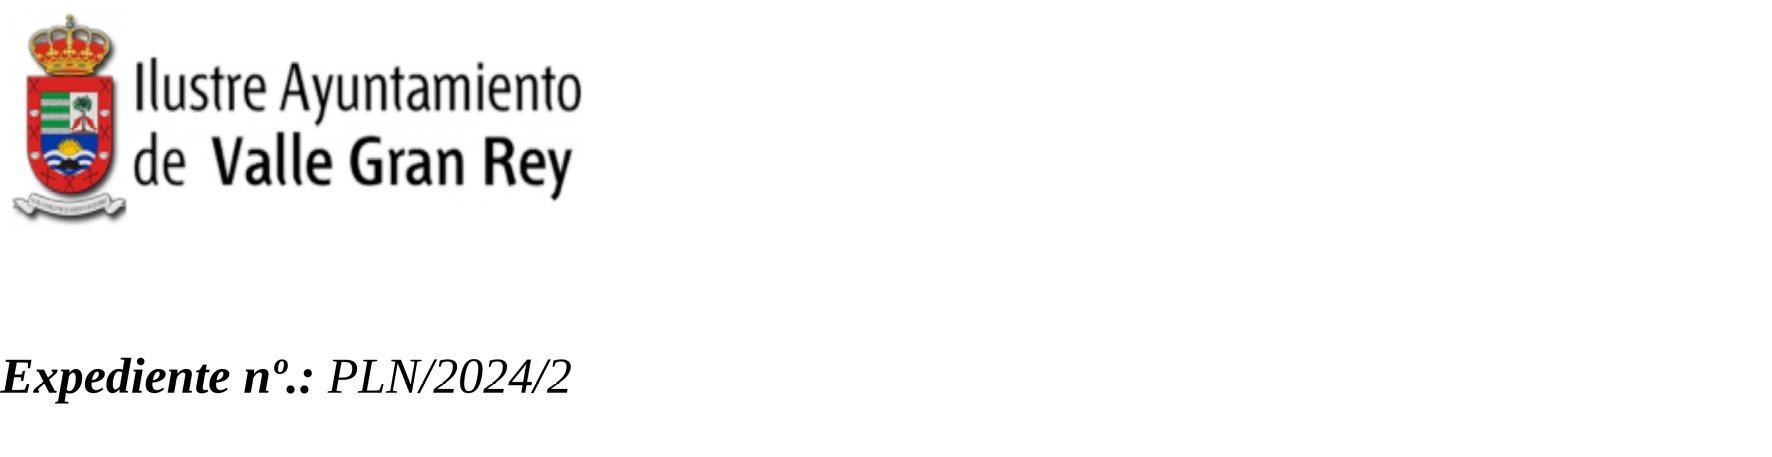 Ilustre Ayuntamiento
de Valle Gran Rey
Expediente nº.: PLN/2024/2